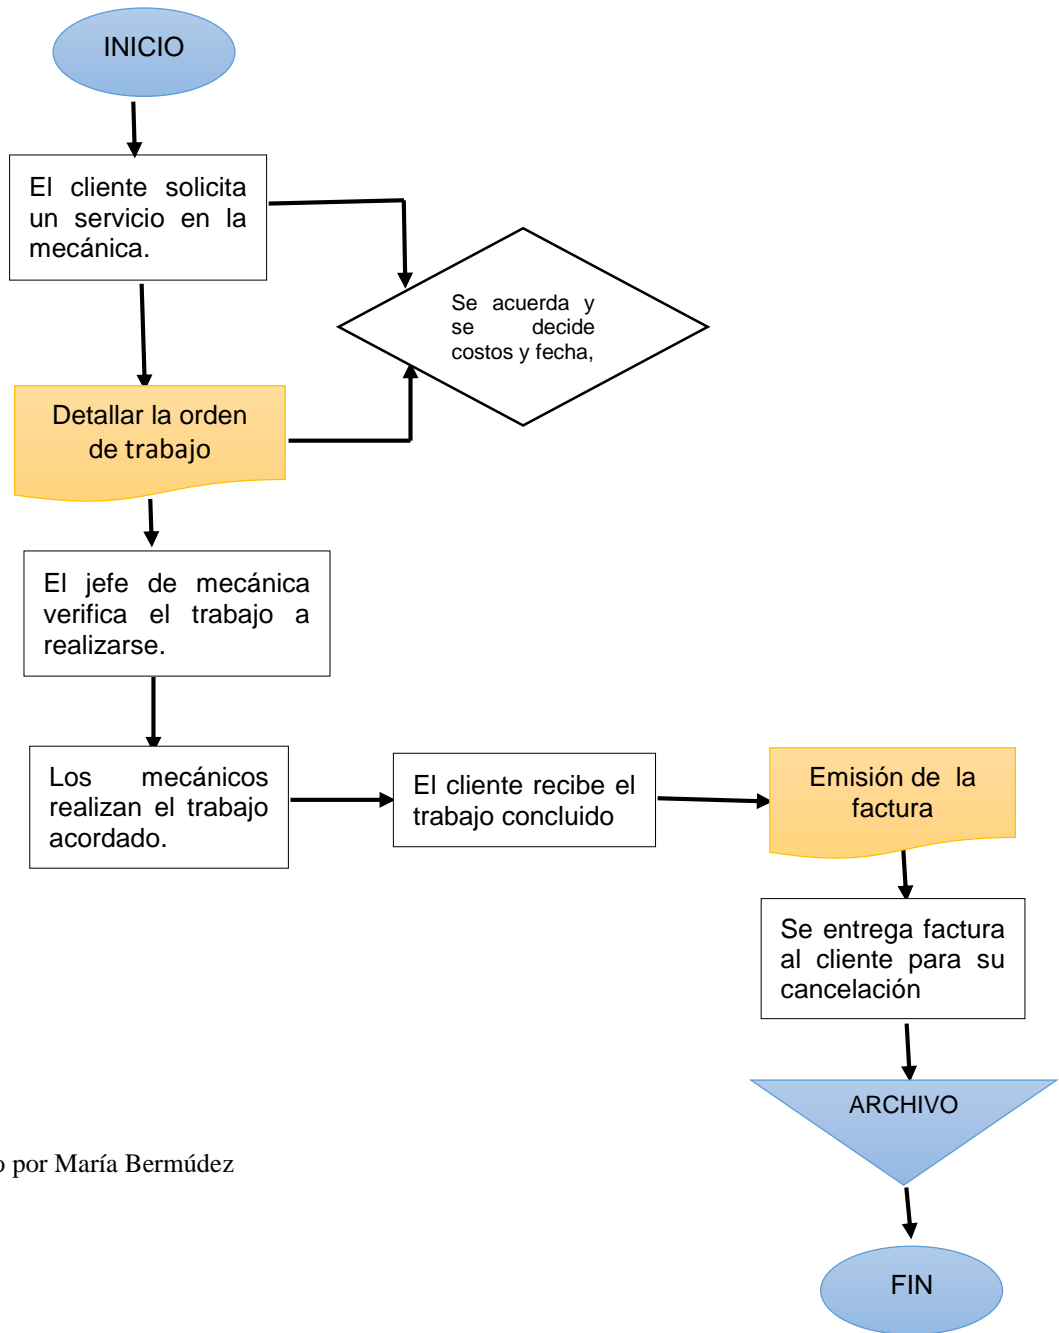 INICIO
El cliente solicita
un servicio en la
mecánica.
Se acuerda y
se decide
costos y fecha,
Detallar la orden
de trabajo
El jefe de mecánica
verifica el trabajo a
realizarse.
Los mecánicos
realizan el trabajo
acordado.
El cliente recibe el
trabajo concluido
Emisión de la
factura
Se entrega factura
al cliente para su
cancelación
ARCHIVO
o por María Bermúdez
FIN